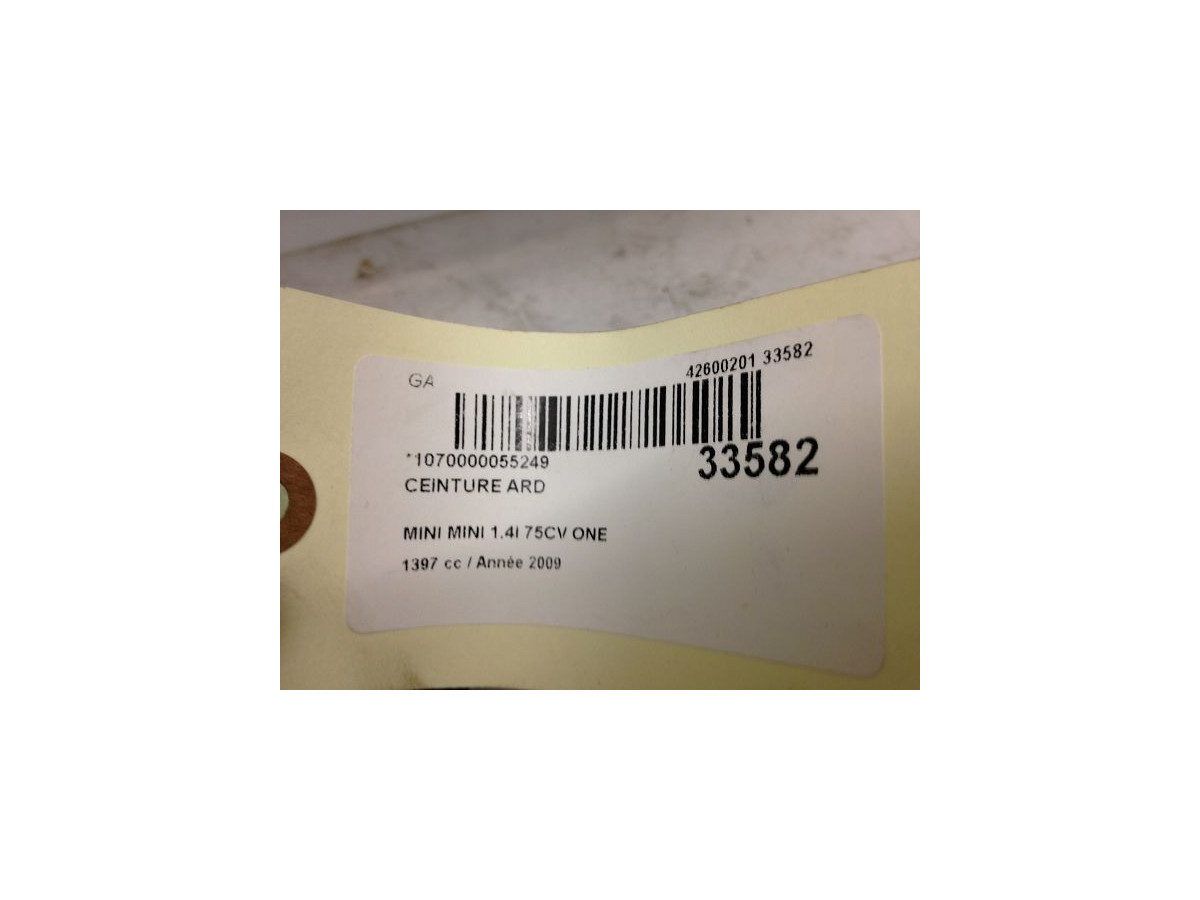 GA 42600201 33582
*1070000055249 33582
CEINTURE ARD
MINI MINI 1.4I 75CV ONE
1397 cc / Année 2009